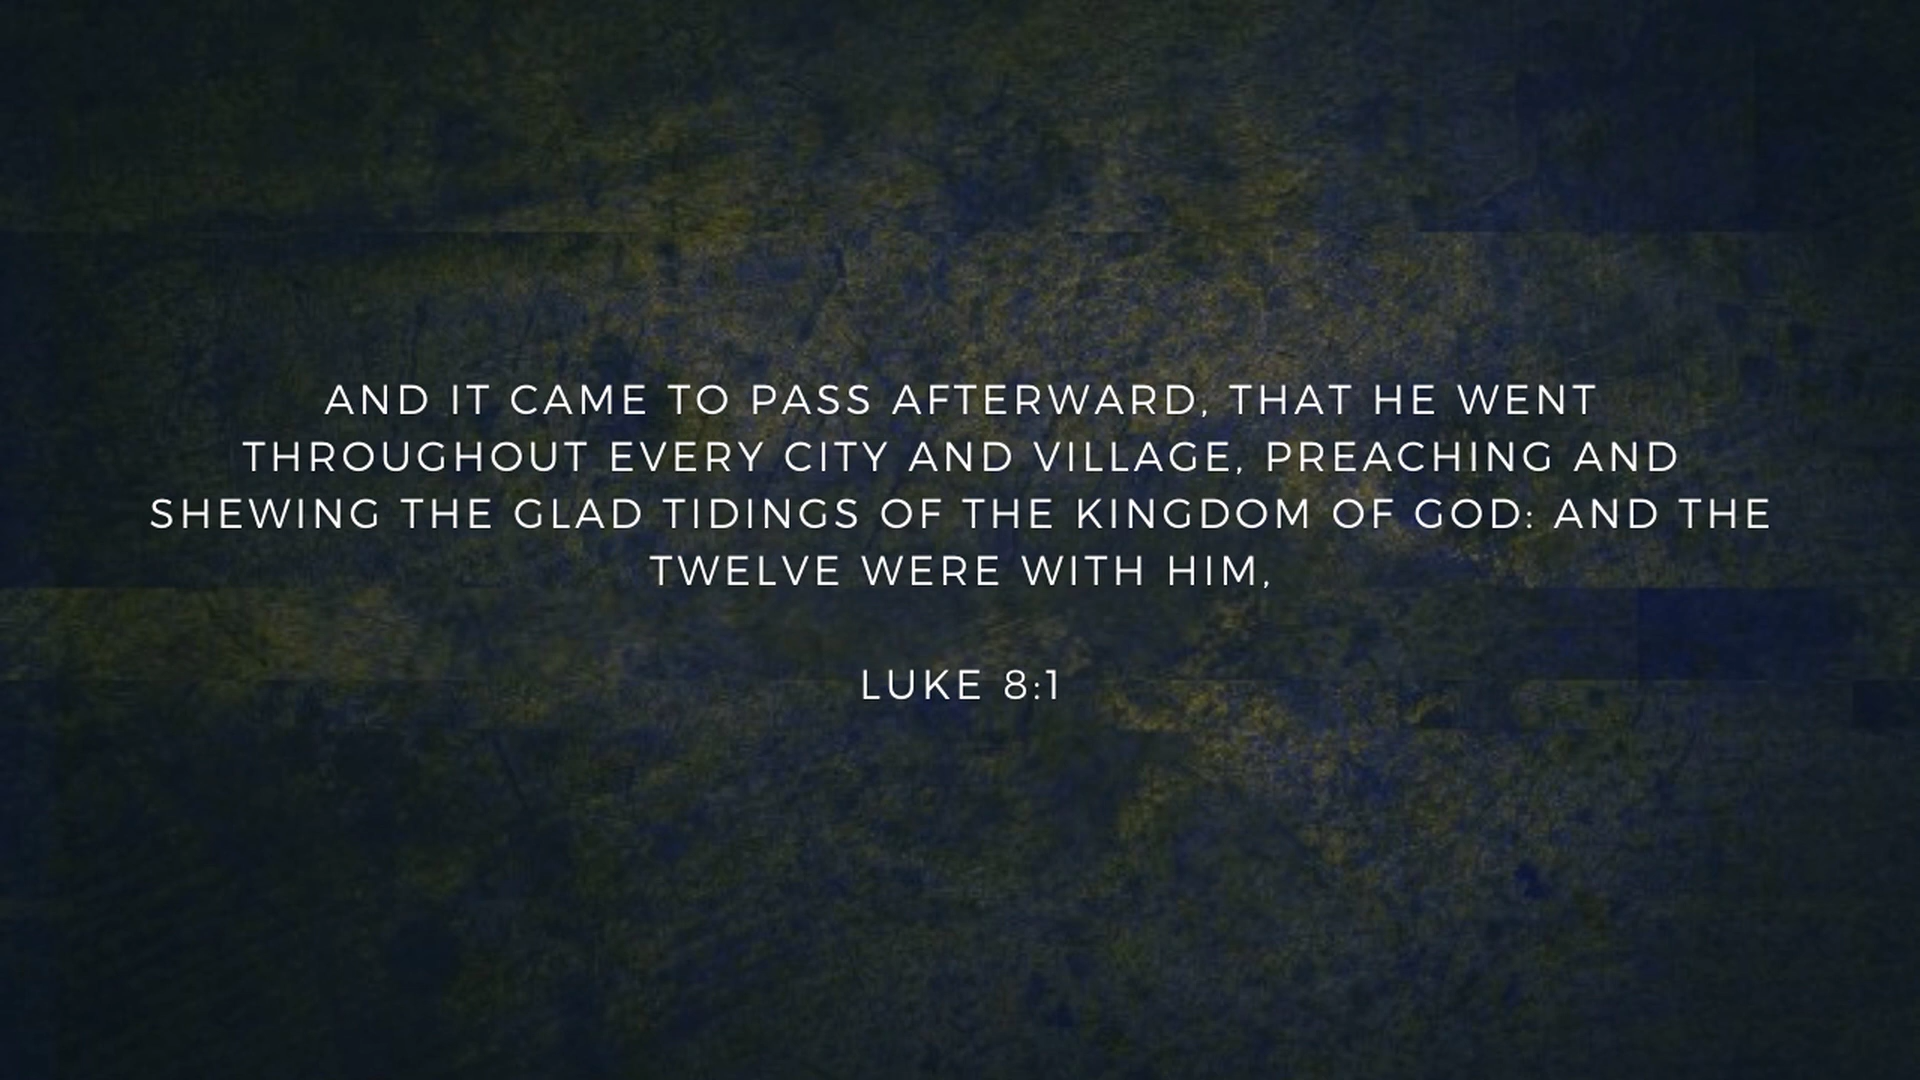 AND IT CAME TO PASS AFTERWARD, THAT HE WENT
THROUGHOUT EVERY CITY AND VILLAGE, PREACHING AND
SHEWING THE GLAD TIDINGS OF THE KINGDOM OF GOD: AND THE
TWELVE WERE WITH HIM,
LUKE 8:1